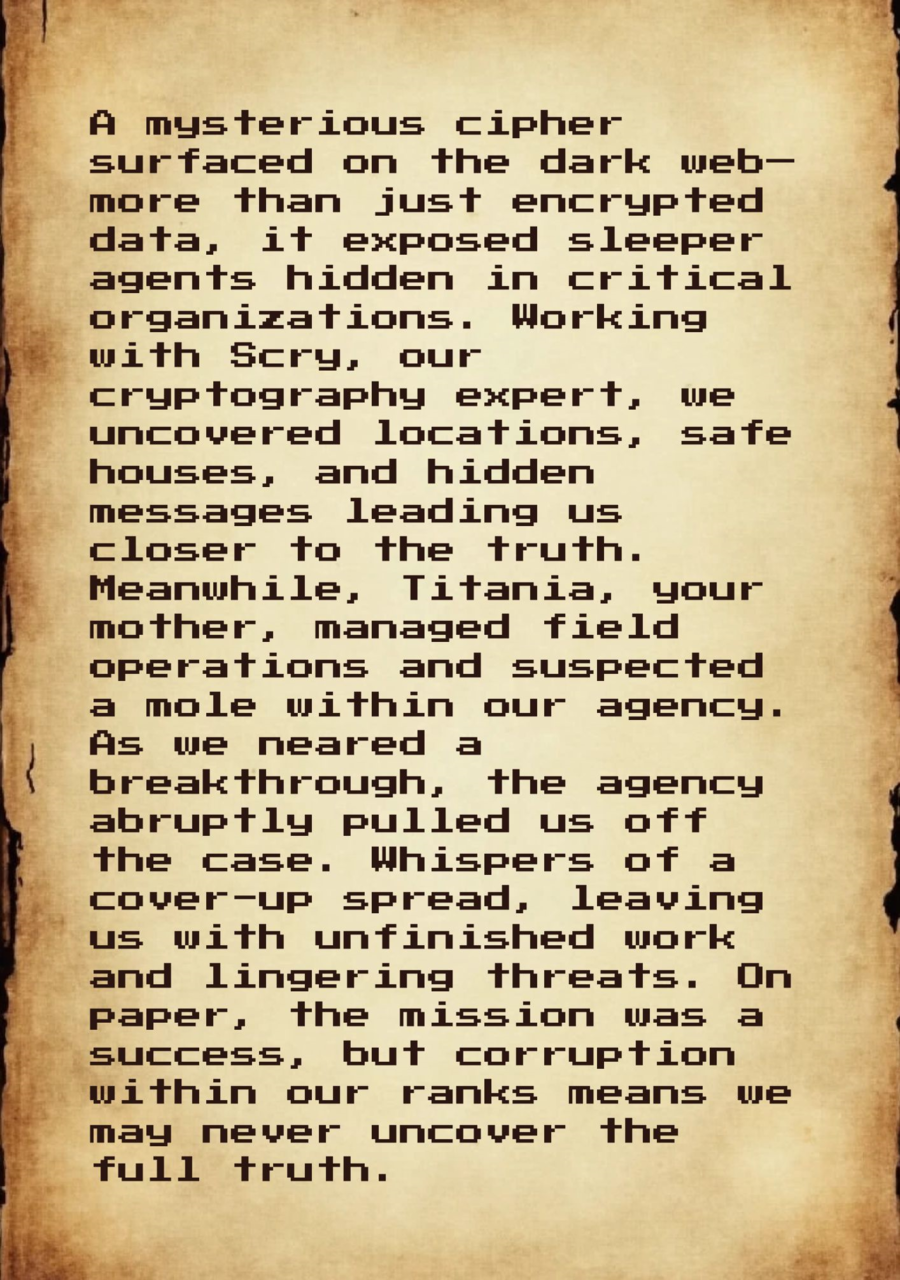 A mysterious cipher
surfaced on the dark web—
more than just encrypted
data, it exposed sleeper
agents hidden in critical
organizations. Working
with Scry, our
cryptography expert, we
uncovered locations, safe
houses, and hidden
messages leading us
closer to the truth.
Meanwhile, Titania, your
mother, managed field
operations and suspected
a mole within our agency.
As we neared a
breakthrough, the agency
abruptly pulled us off
the case. Whispers of a
cover-up spread, leaving
us with unfinished work
and lingering threats. On
paper, the mission was a
success, but corruption
within our ranks means we
may never uncover the
full truth.